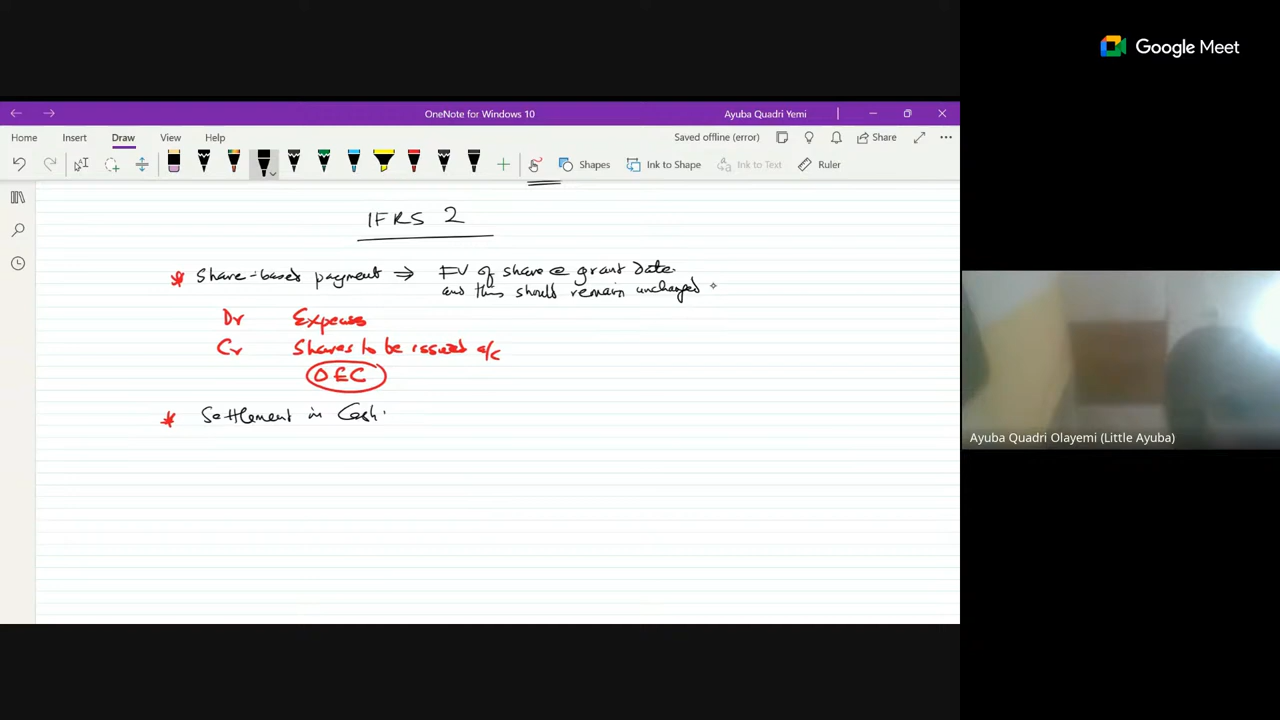 Google Meet
OneNote for Windows 10
Ayuba Quadri Yemi
Home Insert Draw View Help
Saved offline (error)
Share
Shapes
Ink to Shape
Ink to Text
Ruler
IFRS 2
* Share-based payment ⇒ FV of share @ grant Date
and thus should remain unchanged
Dr Expenses
Cr Shares to be issued a/c
OEC
* Settlement in Cash.
Ayuba Quadri Olayemi (Little Ayuba)